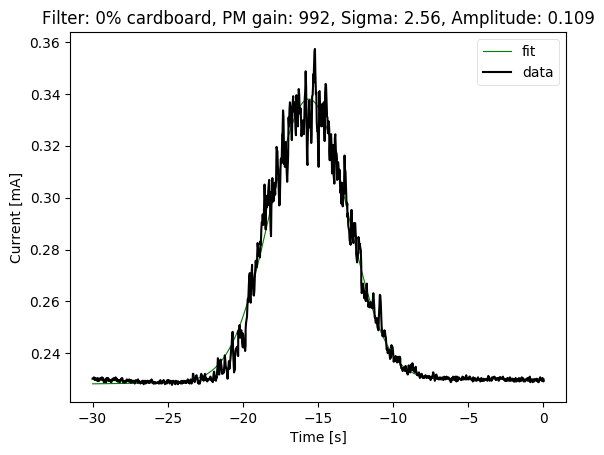 Filter: 0% cardboard, PM gain: 992, Sigma: 2.56, Amplitude: 0.109
fit
data
0.36
0.34
0.32
0.30
0.28
0.26
0.24
Current [mA]
−30
−25
−20
−15
−10
−5
0
Time [s]